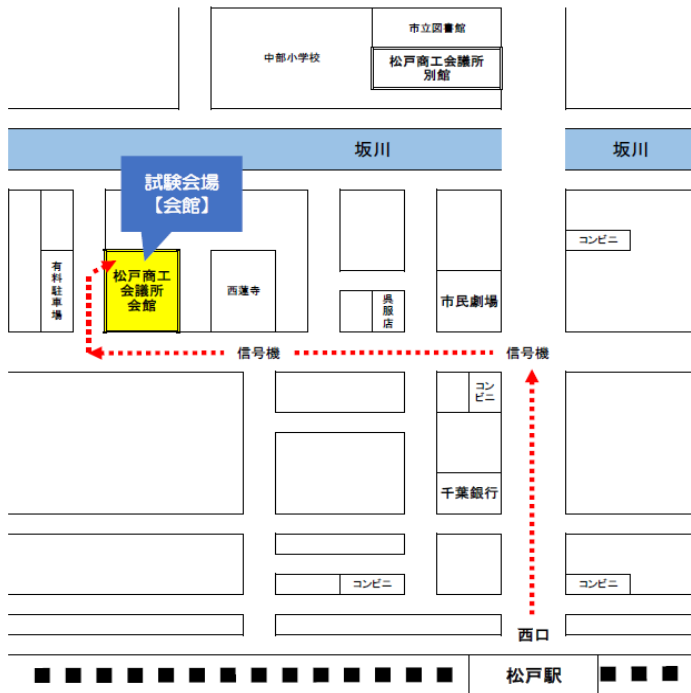 市立図書館
中部小学校
松戸商工会議所
別館
坂川
坂川
試験会場
【会館】
コンビニ
有料駐車場
松戸商工
会議所
会館
西蓮寺
呉服店
市民劇場
信号機
信号機
コン
ビニ
千葉銀行
コンビニ
コンビニ
西口
松戸駅